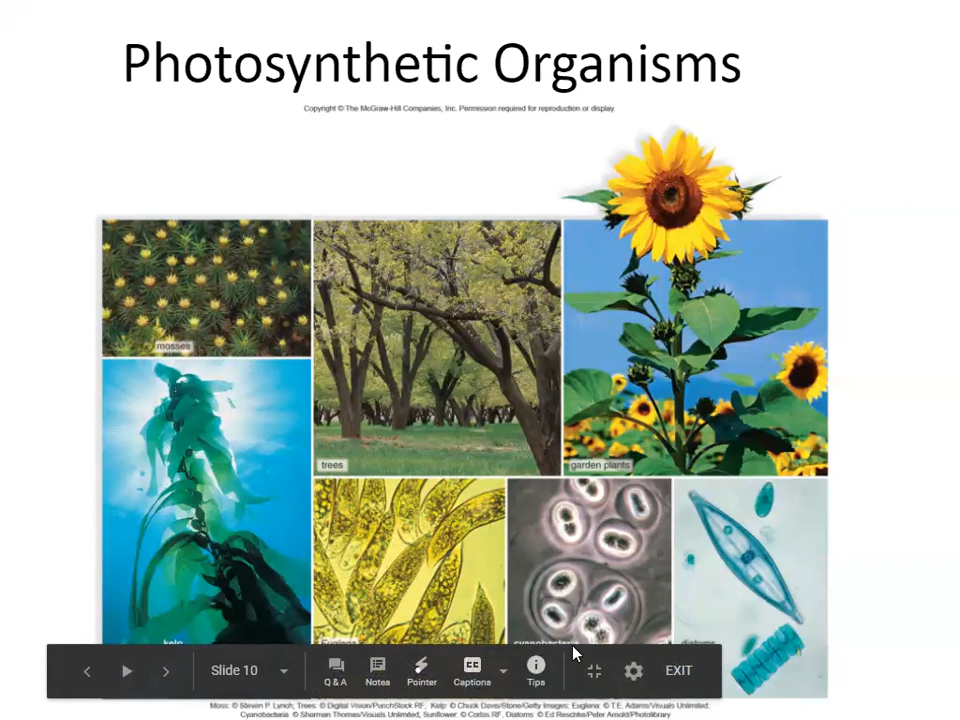 Photosynthetic Organisms
Copyright © The McGraw-Hill Companies, Inc. Permission required for reproduction or display.
mosses
trees
garden plants
kelp
Euglena
cyanobacteria
diatoms
Slide 10
Q & A
Notes
Pointer
CC
Captions
Tips
EXIT
Moss: © Steven P. Lynch; Trees: © Digital Vision/PunchStock RF; Kelp: © Chuck Davis/Stone/Getty Images; Euglena: © T.E. Adams/Visuals Unlimited;
Cyanobacteria: © Sherman Thomas/Visuals Unlimited; Sunflower: © Corbis RF; Diatoms: © Ed Reschke/Peter Arnold/Photolibrary